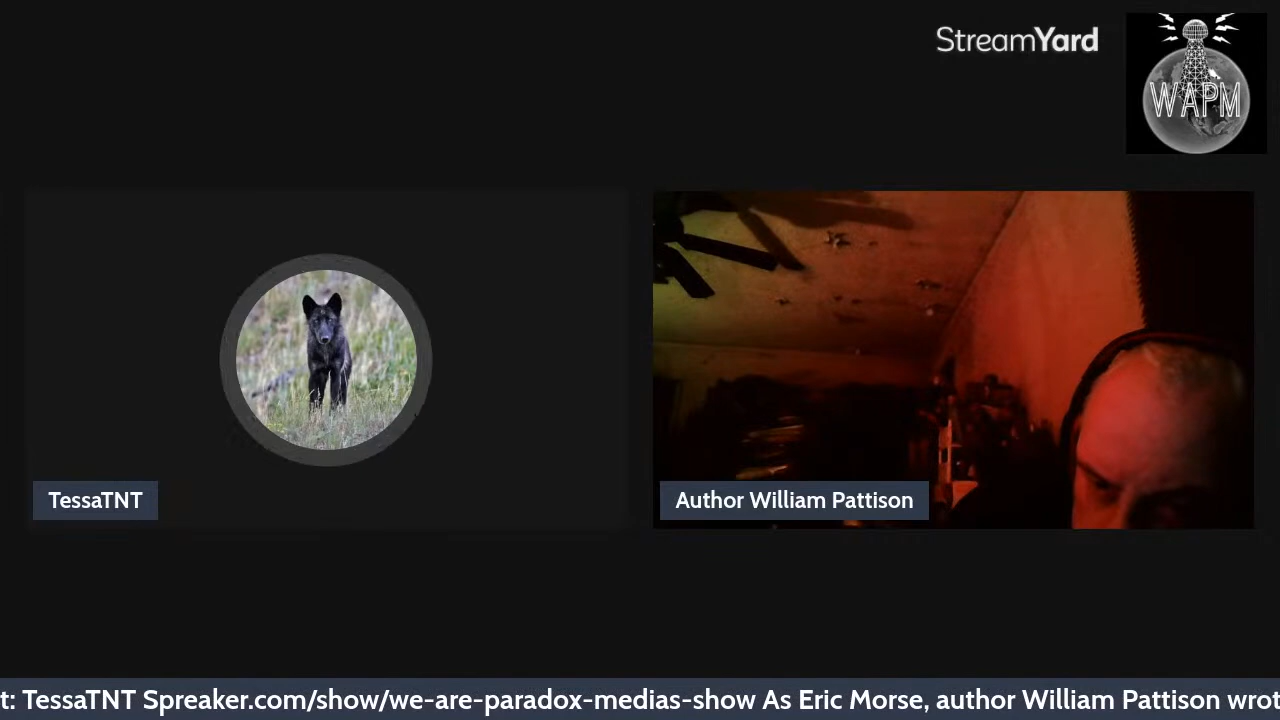 StreamYard
WAPM
TessaTNT
Author William Pattison
t: TessaTNT Spreaker.com/show/we-are-paradox-medias-show As Eric Morse, author William Pattison wrot